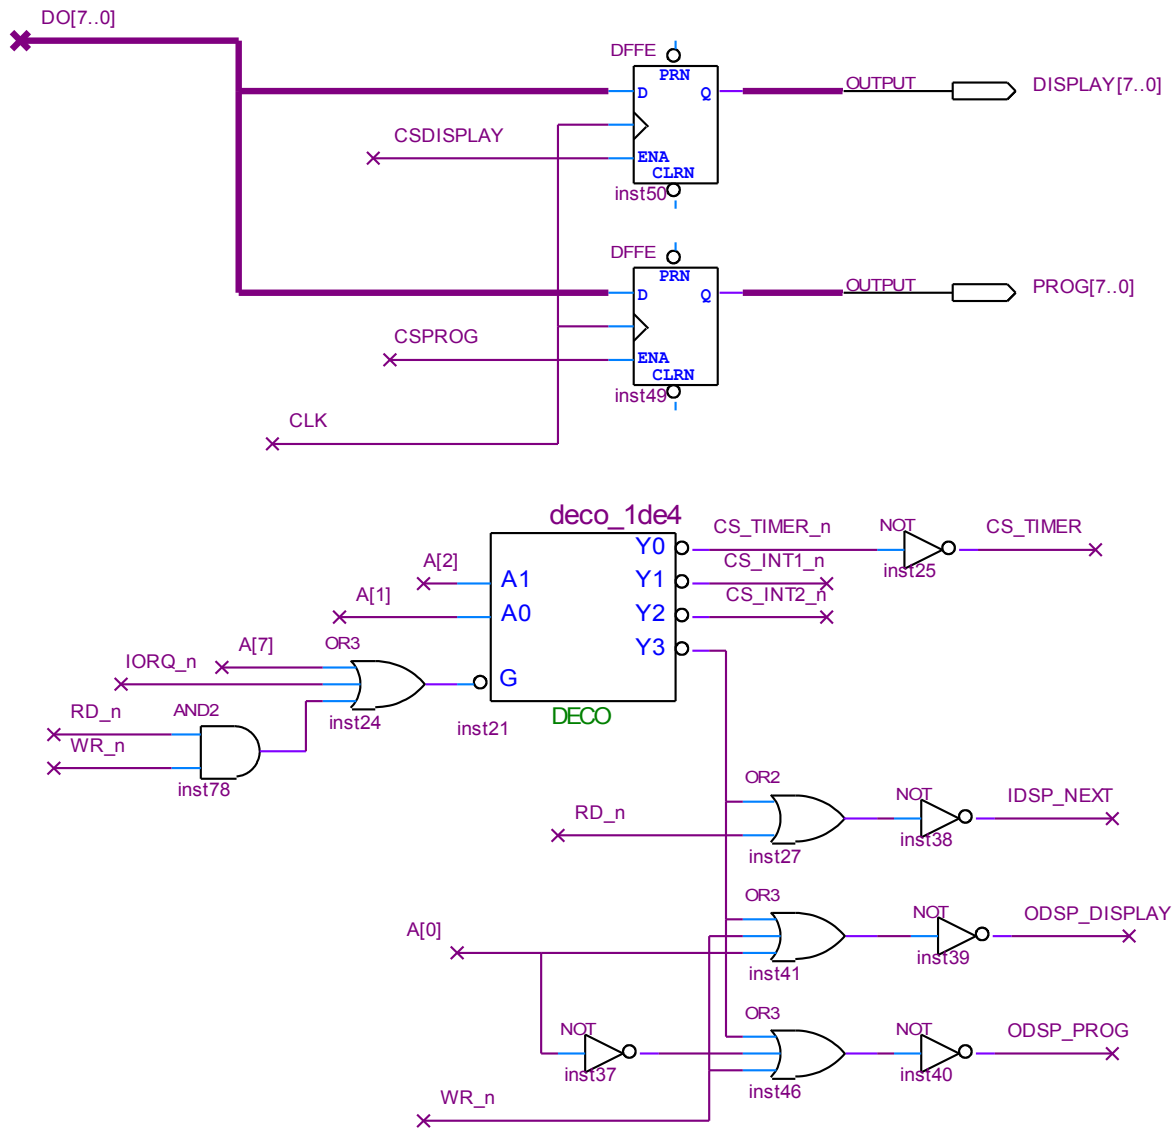 DO[7..0]
DFFE
PRN
D
Q
OUTPUT
DISPLAY[7..0]
CSDISPLAY
ENA
CLRN
inst50
DFFE
PRN
D
Q
OUTPUT
PROG[7..0]
CSPROG
ENA
CLRN
inst49
CLK
deco_1de4
Y0
CS_TIMER_n
NOT
CS_TIMER
inst25
A[2]
A1
Y1
CS_INT1_n
A[1]
A0
Y2
CS_INT2_n
Y3
A[7]
OR3
IORQ_n
G
inst24
inst21
DECO
RD_n
AND2
WR_n
inst78
OR2
NOT
IDSP_NEXT
RD_n
inst27
inst38
OR3
NOT
ODSP_DISPLAY
A[0]
inst41
inst39
OR3
NOT
NOT
ODSP_PROG
inst37
inst46
inst40
WR_n